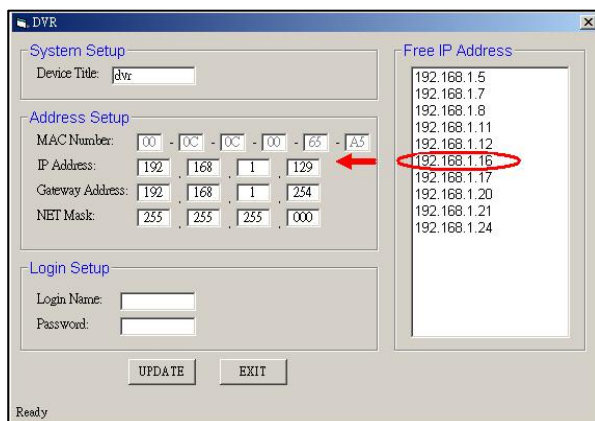 DVR
System Setup
Device Title: dvr
Address Setup
MAC Number: 00 - 0C - 0C - 00 - 65 - A5
IP Address: 192 . 168 . 1 . 129
Gateway Address: 192 . 168 . 1 . 254
NET Mask: 255 . 255 . 255 . 000
Login Setup
Login Name:
Password:
UPDATE EXIT
Ready
Free IP Address
192.168.1.5
192.168.1.7
192.168.1.8
192.168.1.11
192.168.1.12
192.168.1.16
192.168.1.17
192.168.1.20
192.168.1.21
192.168.1.24